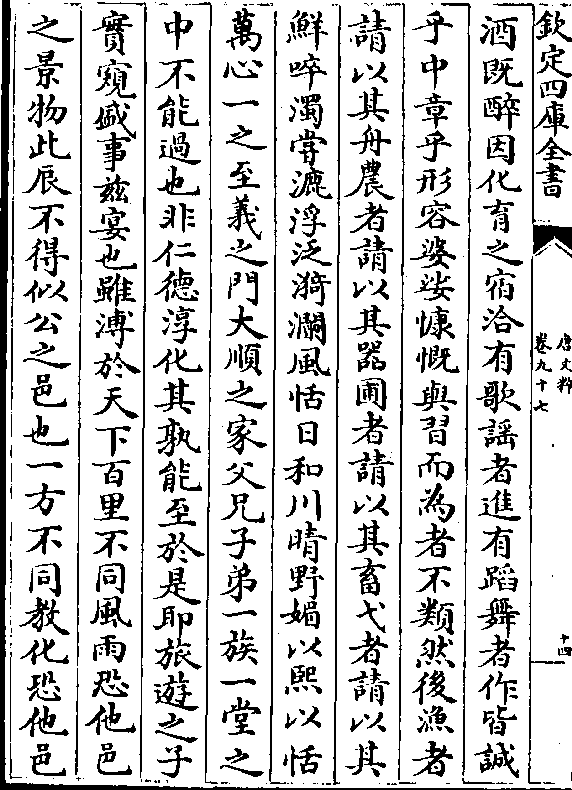 欽定四庫全書
唐文粹
卷九十七
十四
酒既醉因化育之宿洽有歌謡者進有蹈舞者作皆誠
乎中章乎形容婆娑慷慨與習而為者不類然後漁者
請以其舟農者請以其器圃者請以其畜弋者請以其
鮮啐濁嘗漉浮泛漪瀾風恬日和川晴野媚以熙以恬
萬心一之至義之門大順之家父兄子弟一族一堂之
中不能過也非仁德淳化其孰能至於是耶旅遊之子
實窺盛事兹宴也雖溥於天下百里不同風雨恐他邑
之景物此辰不得似公之邑也一方不同教化恐他邑